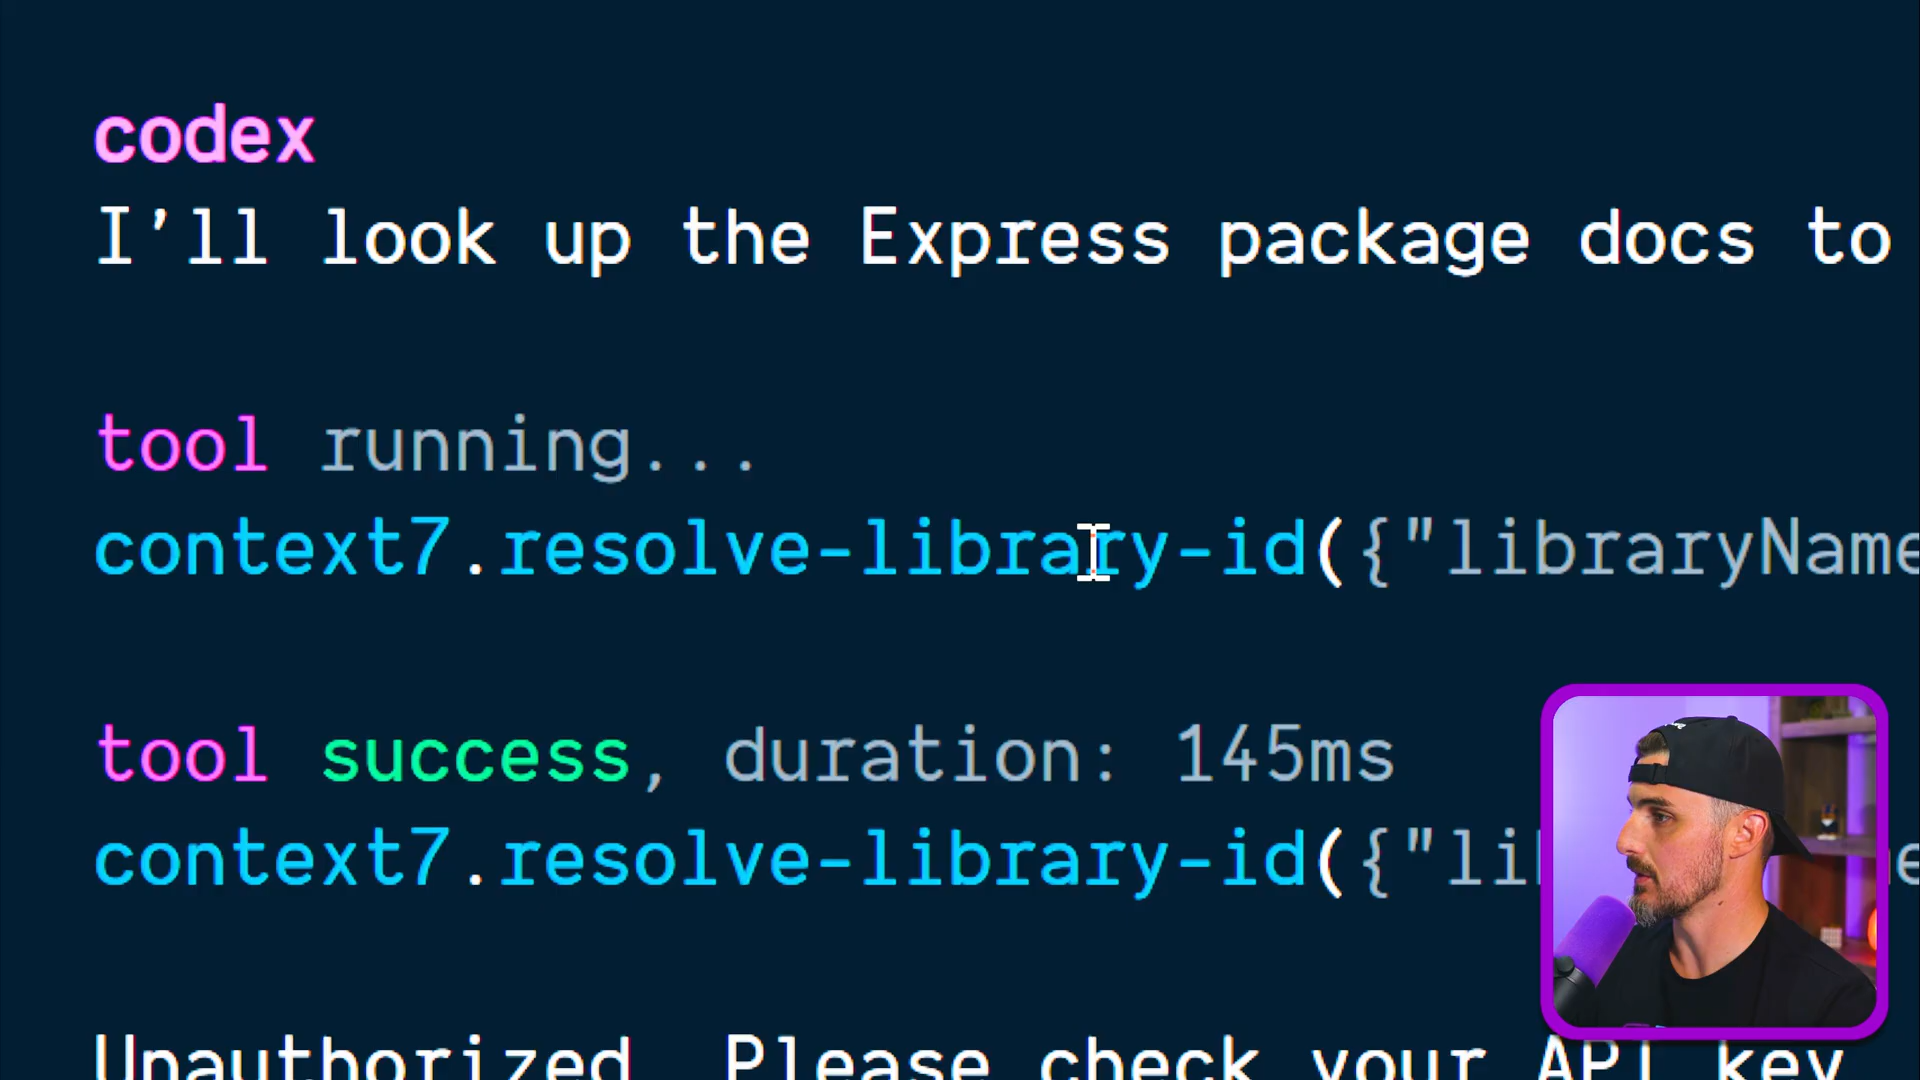 codex
I’ll look up the Express package docs to
tool running...
context7.resolve-library-id({"libraryName
tool success, duration: 145ms
context7.resolve-library-id({"li
Unauthorized. Please check your API key